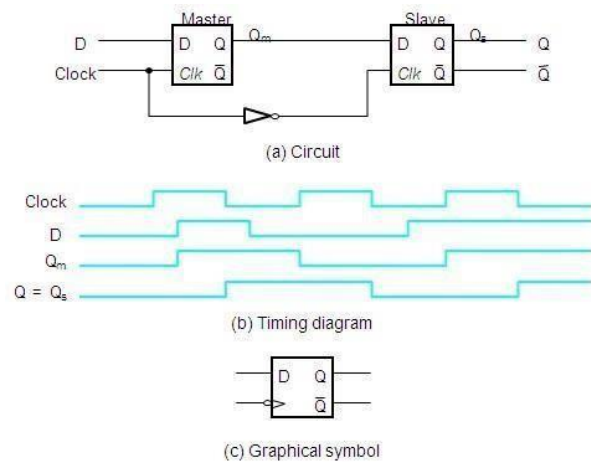 Master Slave
D D Q Qm D Q Qs Q
Clock Clk Q̅ Clk Q̅ Q̅
(a) Circuit
Clock
D
Qm
Q = Qs
(b) Timing diagram
D Q
Q̅
(c) Graphical symbol